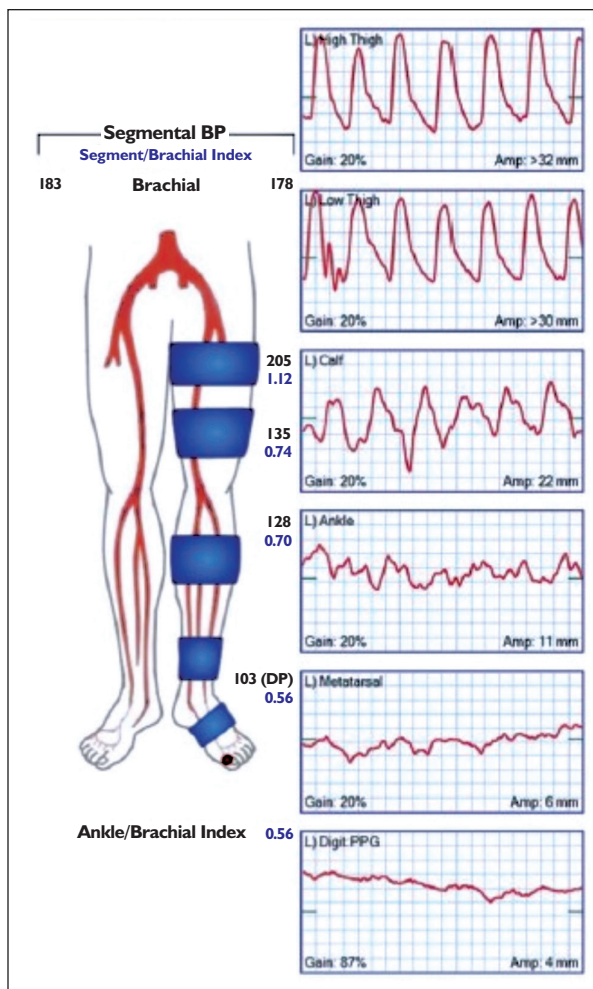 Segmental BP
Segment/Brachial Index
183 Brachial 178
205
1.12
135
0.74
128
0.70
103 (DP)
0.56
Ankle/Brachial Index 0.56
L) High Thigh
Gain: 20% Amp: >32 mm
L) Low Thigh
Gain: 20% Amp: >30 mm
L) Calf
Gain: 20% Amp: 22 mm
L) Ankle
Gain: 20% Amp: 11 mm
L) Metatarsal
Gain: 20% Amp: 6 mm
L) Digit PPG
Gain: 87% Amp: 4 mm